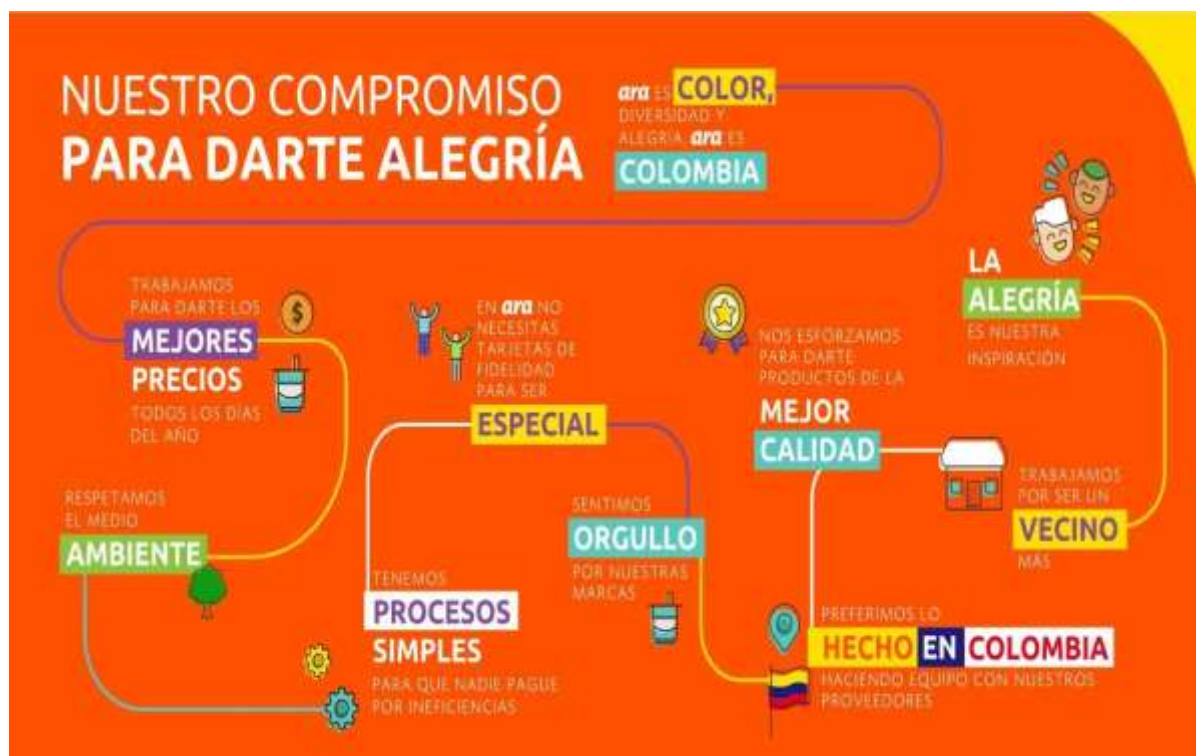 NUESTRO COMPROMISO
PARA DARTE ALEGRÍA
ara ES COLOR,
DIVERSIDAD Y
ALEGRÍA, ara ES
COLOMBIA
TRABAJAMOS
PARA DARTE LOS
MEJORES
PRECIOS
TODOS LOS DÍAS
DEL AÑO
RESPETAMOS
EL MEDIO
AMBIENTE
TENEMOS
PROCESOS
SIMPLES
PARA QUE NADIE PAGUE
POR INEFICIENCIAS
EN ara NO
NECESITAS
TARJETAS DE
FIDELIDAD
PARA SER
ESPECIAL
SENTIMOS
ORGULLO
POR NUESTRAS
MARCAS
PREFERIMOS LO
HECHO EN COLOMBIA
HACIENDO EQUIPO CON NUESTROS
PROVEEDORES
NOS ESFORZAMOS
PARA DARTE
PRODUCTOS DE LA
MEJOR
CALIDAD
TRABAJAMOS
POR SER UN
VECINO
MÁS
LA
ALEGRÍA
ES NUESTRA
INSPIRACIÓN
$